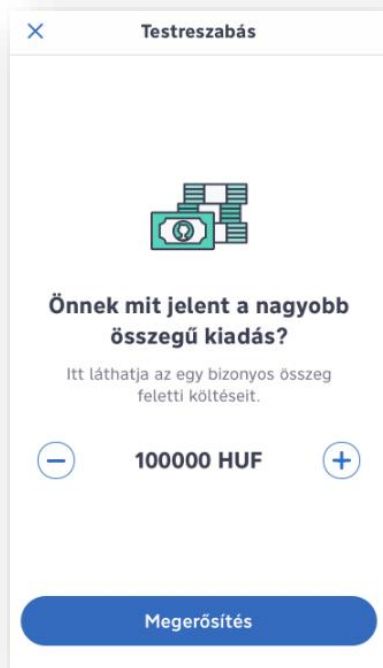 Testreszabás
Önnek mit jelent a nagyobb
összegű kiadás?
Itt láthatja az egy bizonyos összeg
feletti költéseit.
100000 HUF
Megerősítés